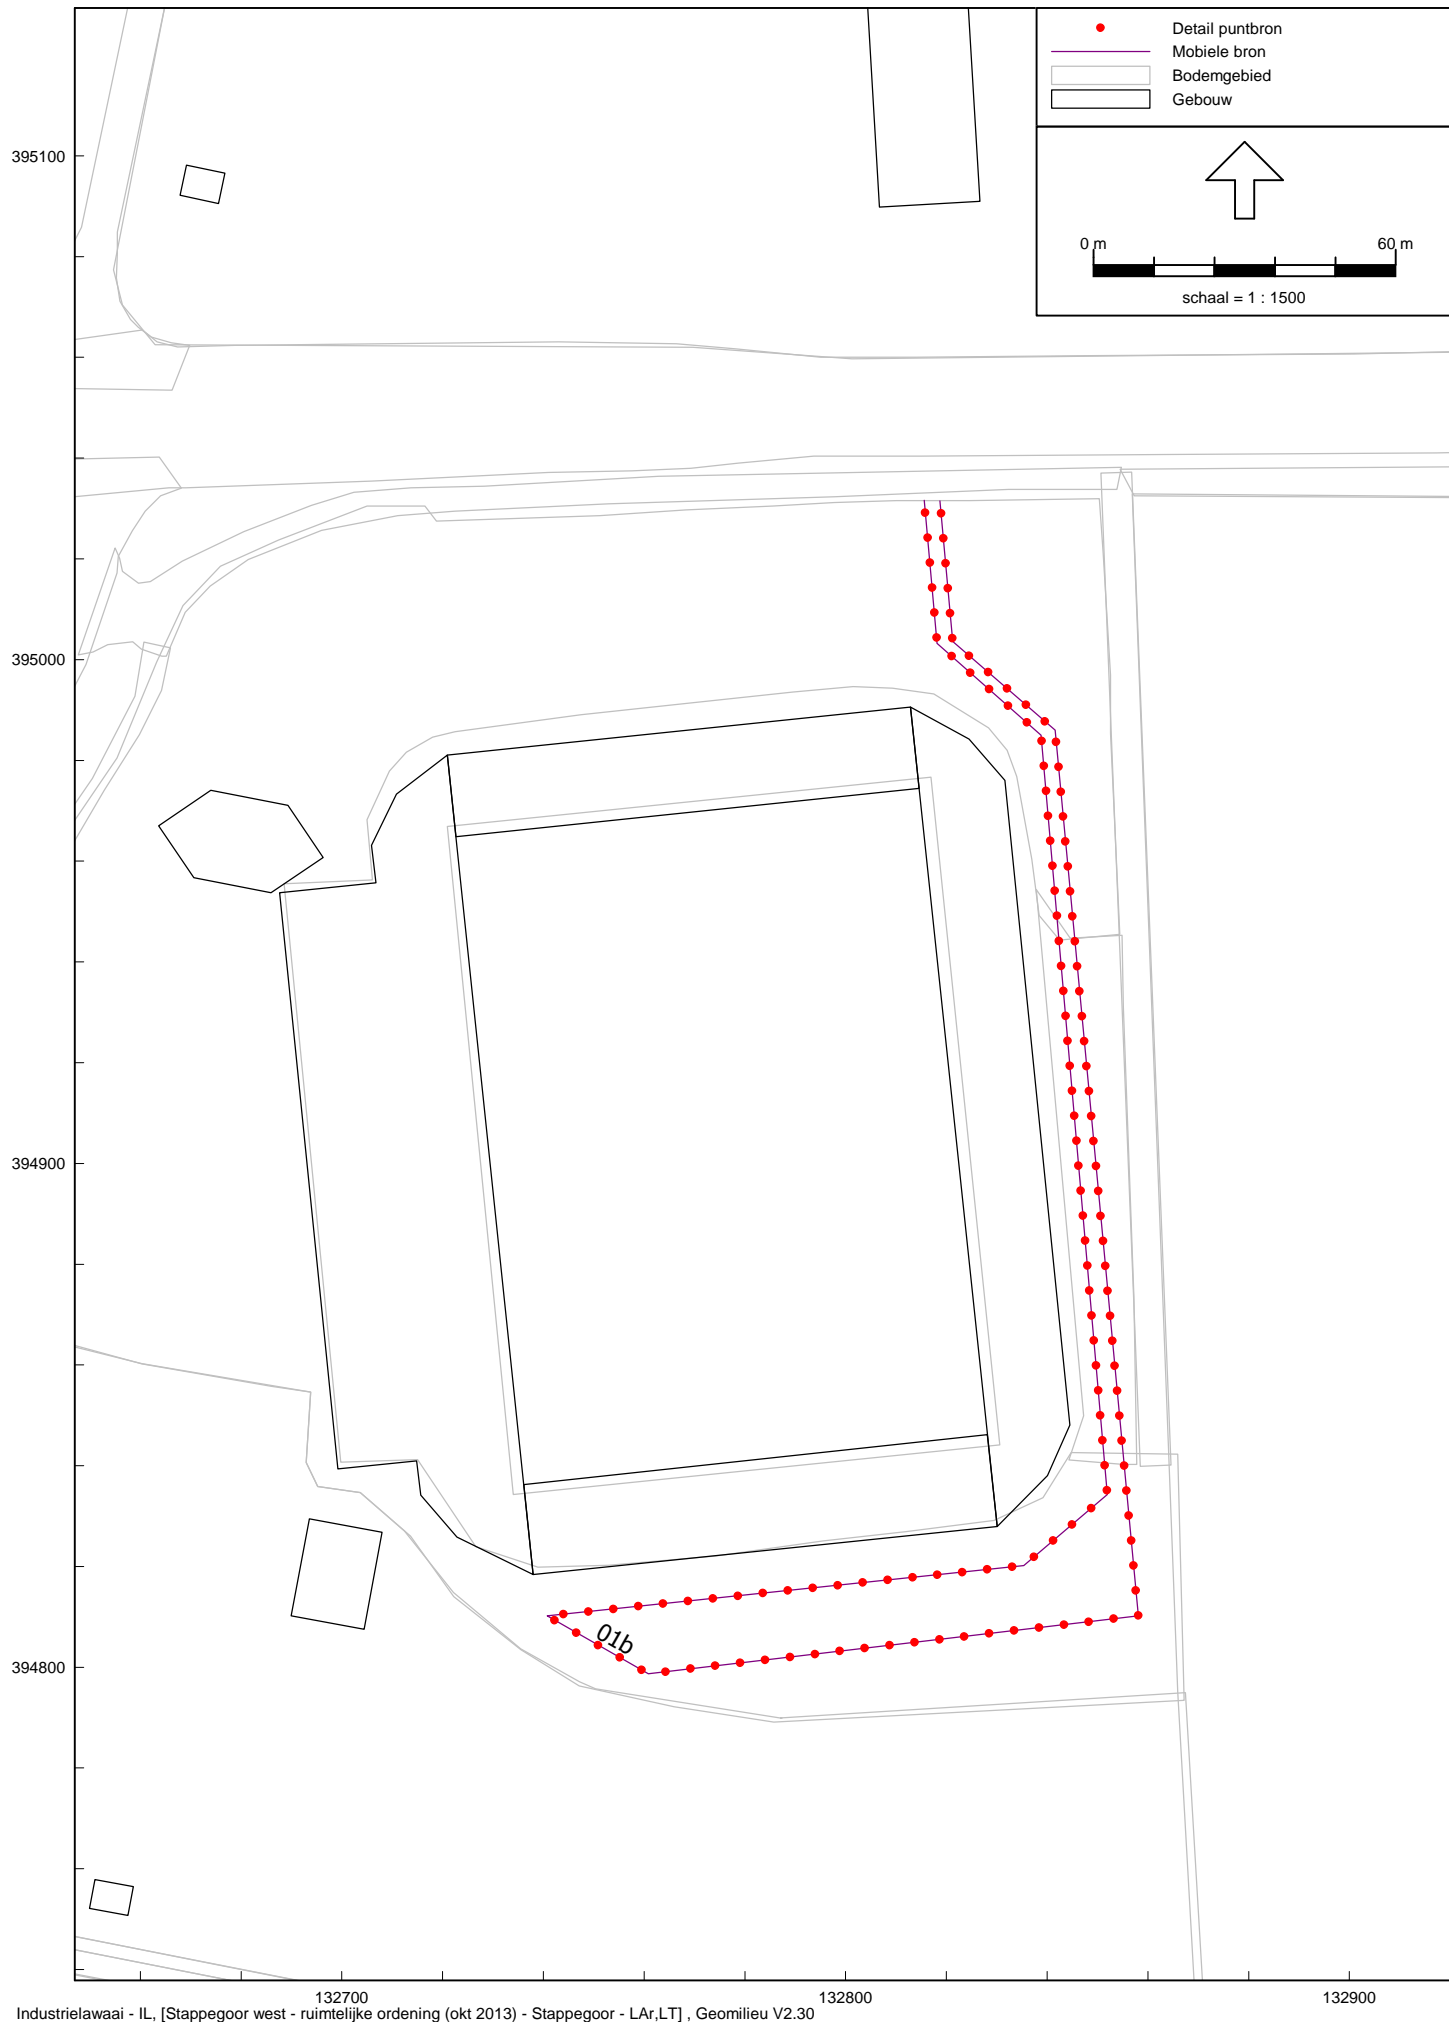 Detail puntbron
Mobiele bron
Bodemgebied
Gebouw
395100
0 m 60 m
schaal = 1 : 1500
395000
394900
01b
394800
132700 132800 132900
Industrielawaai - IL, [Stappegoor west - ruimtelijke ordening (okt 2013) - Stappegoor - LAr,LT] , Geomilieu V2.30